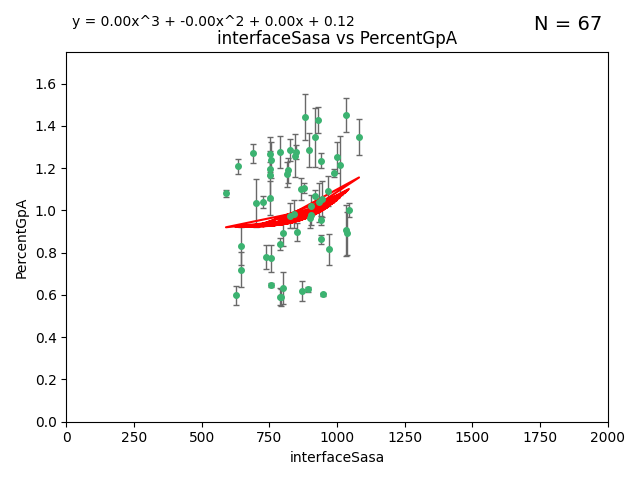 y = 0.00x^3 + -0.00x^2 + 0.00x + 0.12
N = 67
interfaceSasa vs PercentGpA
PercentGpA
1.6
1.4
1.2
1.0
0.8
0.6
0.4
0.2
0.0
0 250 500 750 1000 1250 1500 1750 2000
interfaceSasa